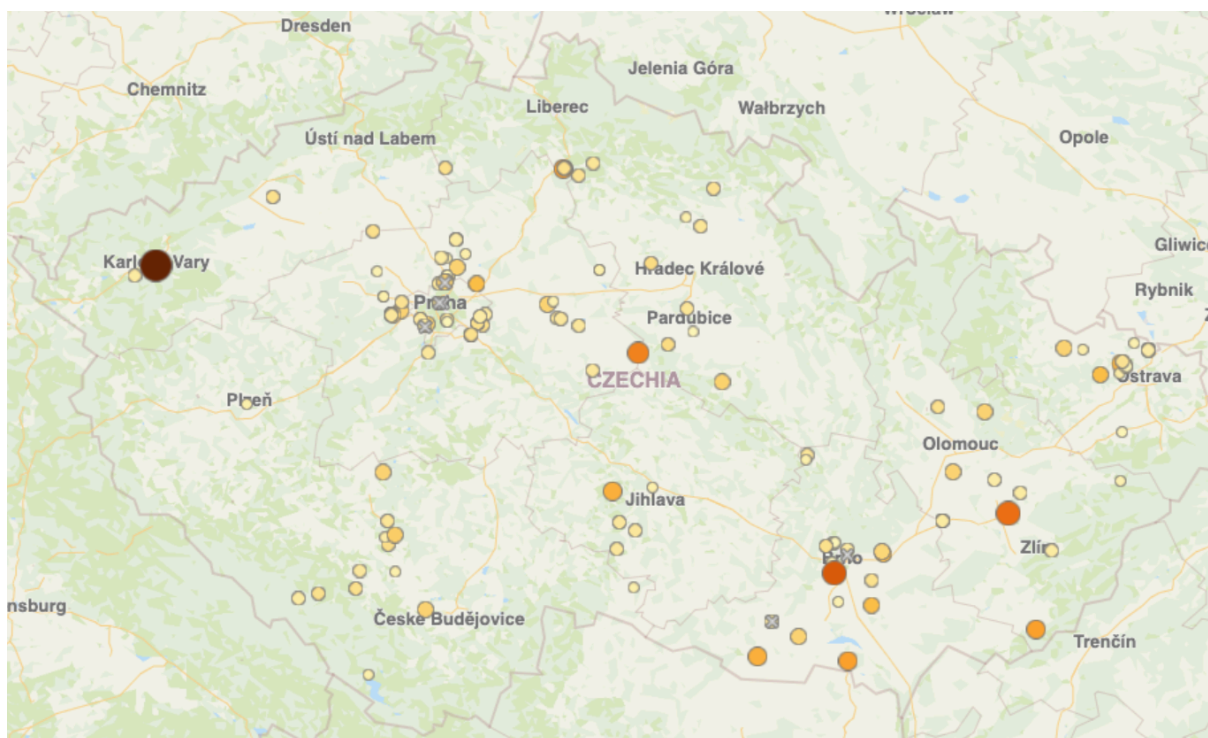 Wrocław
Dresden
Jelenia Góra
Chemnitz
Liberec
Wałbrzych
Ústí nad Labem
Opole
Gliwice
Karlovy Vary
Hradec Králové
Rybnik
Praha
Pardubice
CZECHIA
Ostrava
Plzeň
Olomouc
Jihlava
Zlín
Brno
nsburg
České Budějovice
Trenčín